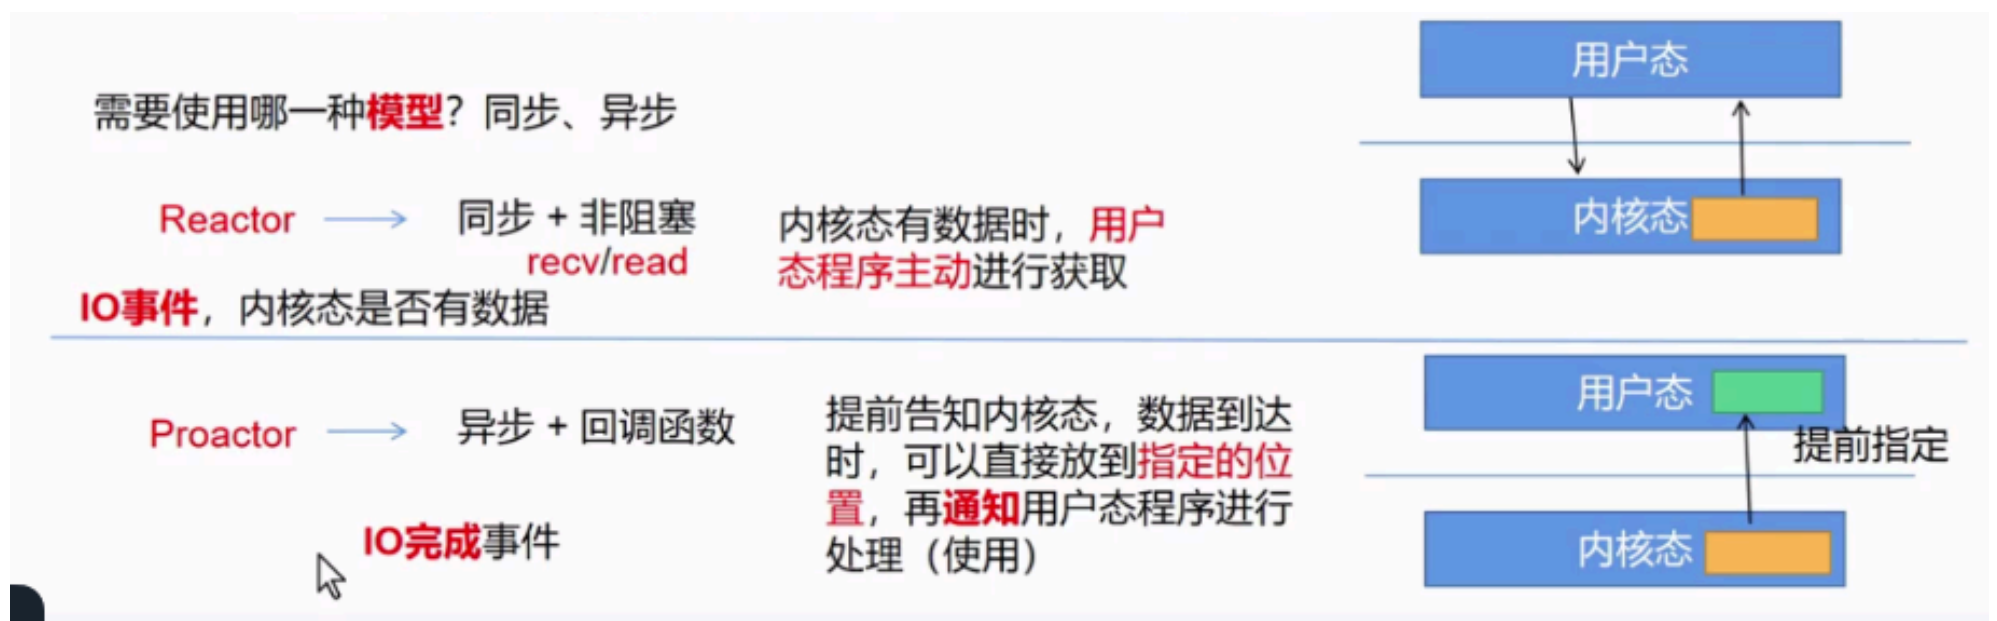 需要使用哪一种模型？同步、异步
Reactor
同步 + 非阻塞
recv/read
内核态有数据时，用户
态程序主动进行获取
IO事件，内核态是否有数据
用户态
内核态
Proactor
异步 + 回调函数
IO完成事件
提前告知内核态，数据到达
时，可以直接放到指定的位
置，再通知用户态程序进行
处理（使用）
用户态
提前指定
内核态